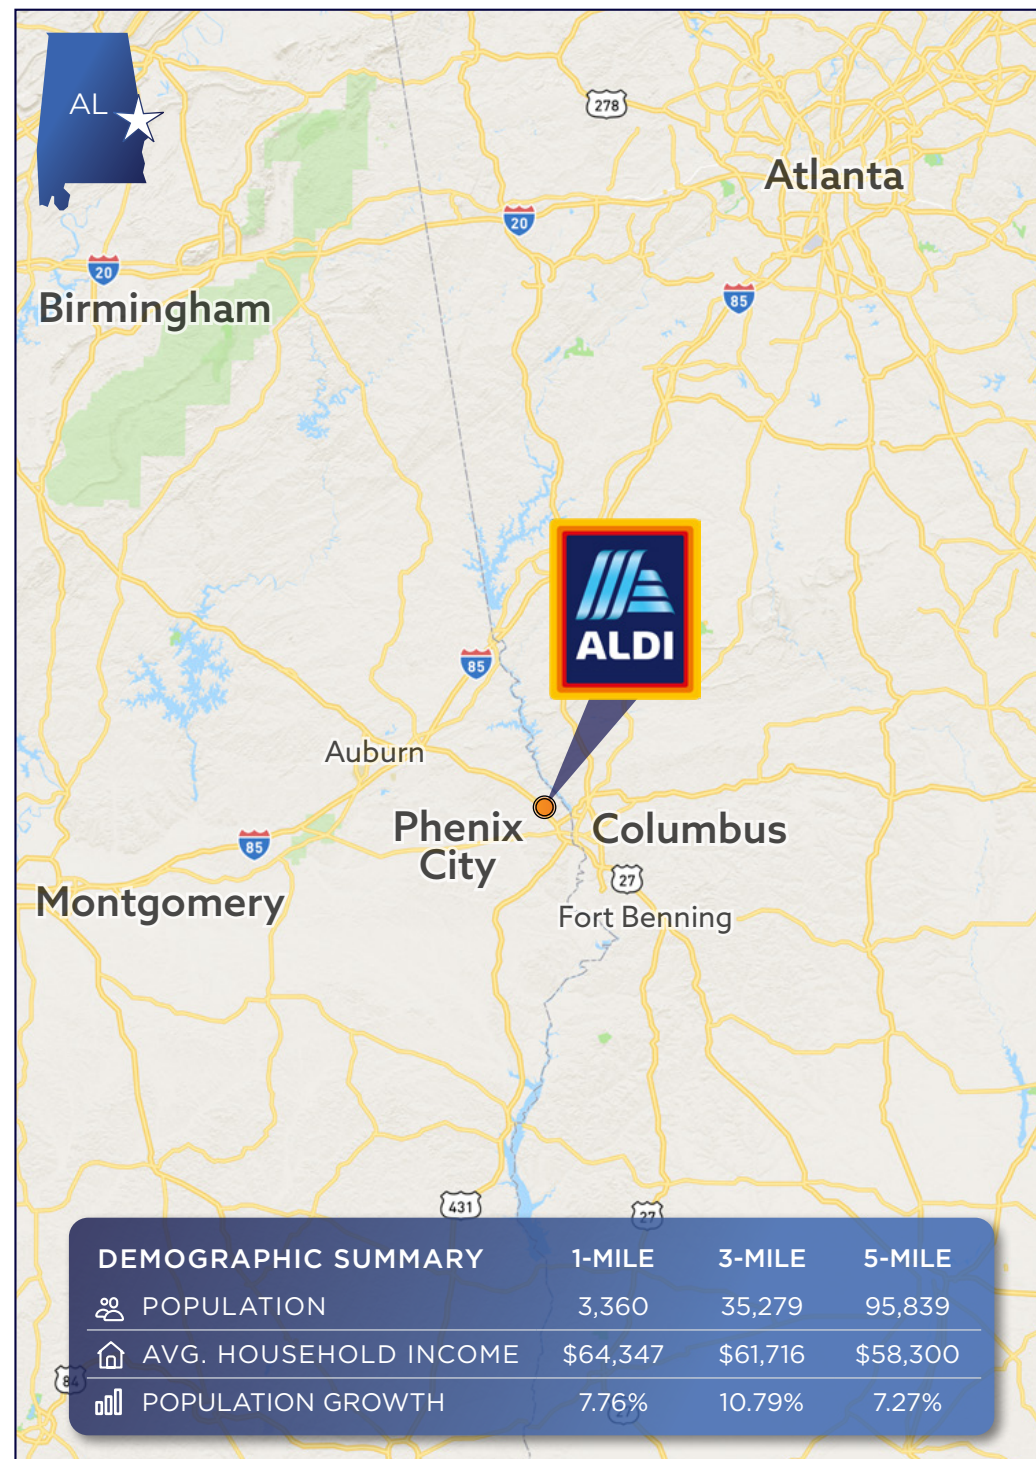 AL
278
Atlanta
20
20
85
Birmingham
ALDI
85
Auburn
Phenix
City
Columbus
85
27
Montgomery
Fort Benning
431
27
DEMOGRAPHIC SUMMARY 1-MILE 3-MILE 5-MILE
POPULATION 3,360 35,279 95,839
AVG. HOUSEHOLD INCOME $64,347 $61,716 $58,300
84
POPULATION GROWTH 7.76% 10.79% 7.27%
27